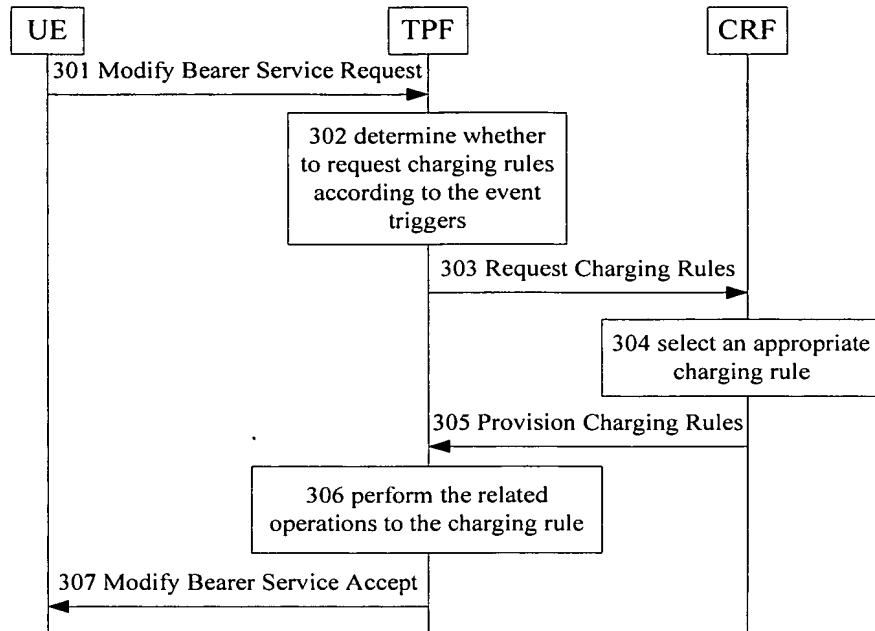 UE
TPF
CRF
301 Modify Bearer Service Request
302 determine whether
to request charging rules
according to the event
triggers
303 Request Charging Rules
304 select an appropriate
charging rule
305 Provision Charging Rules
306 perform the related
operations to the charging rule
307 Modify Bearer Service Accept